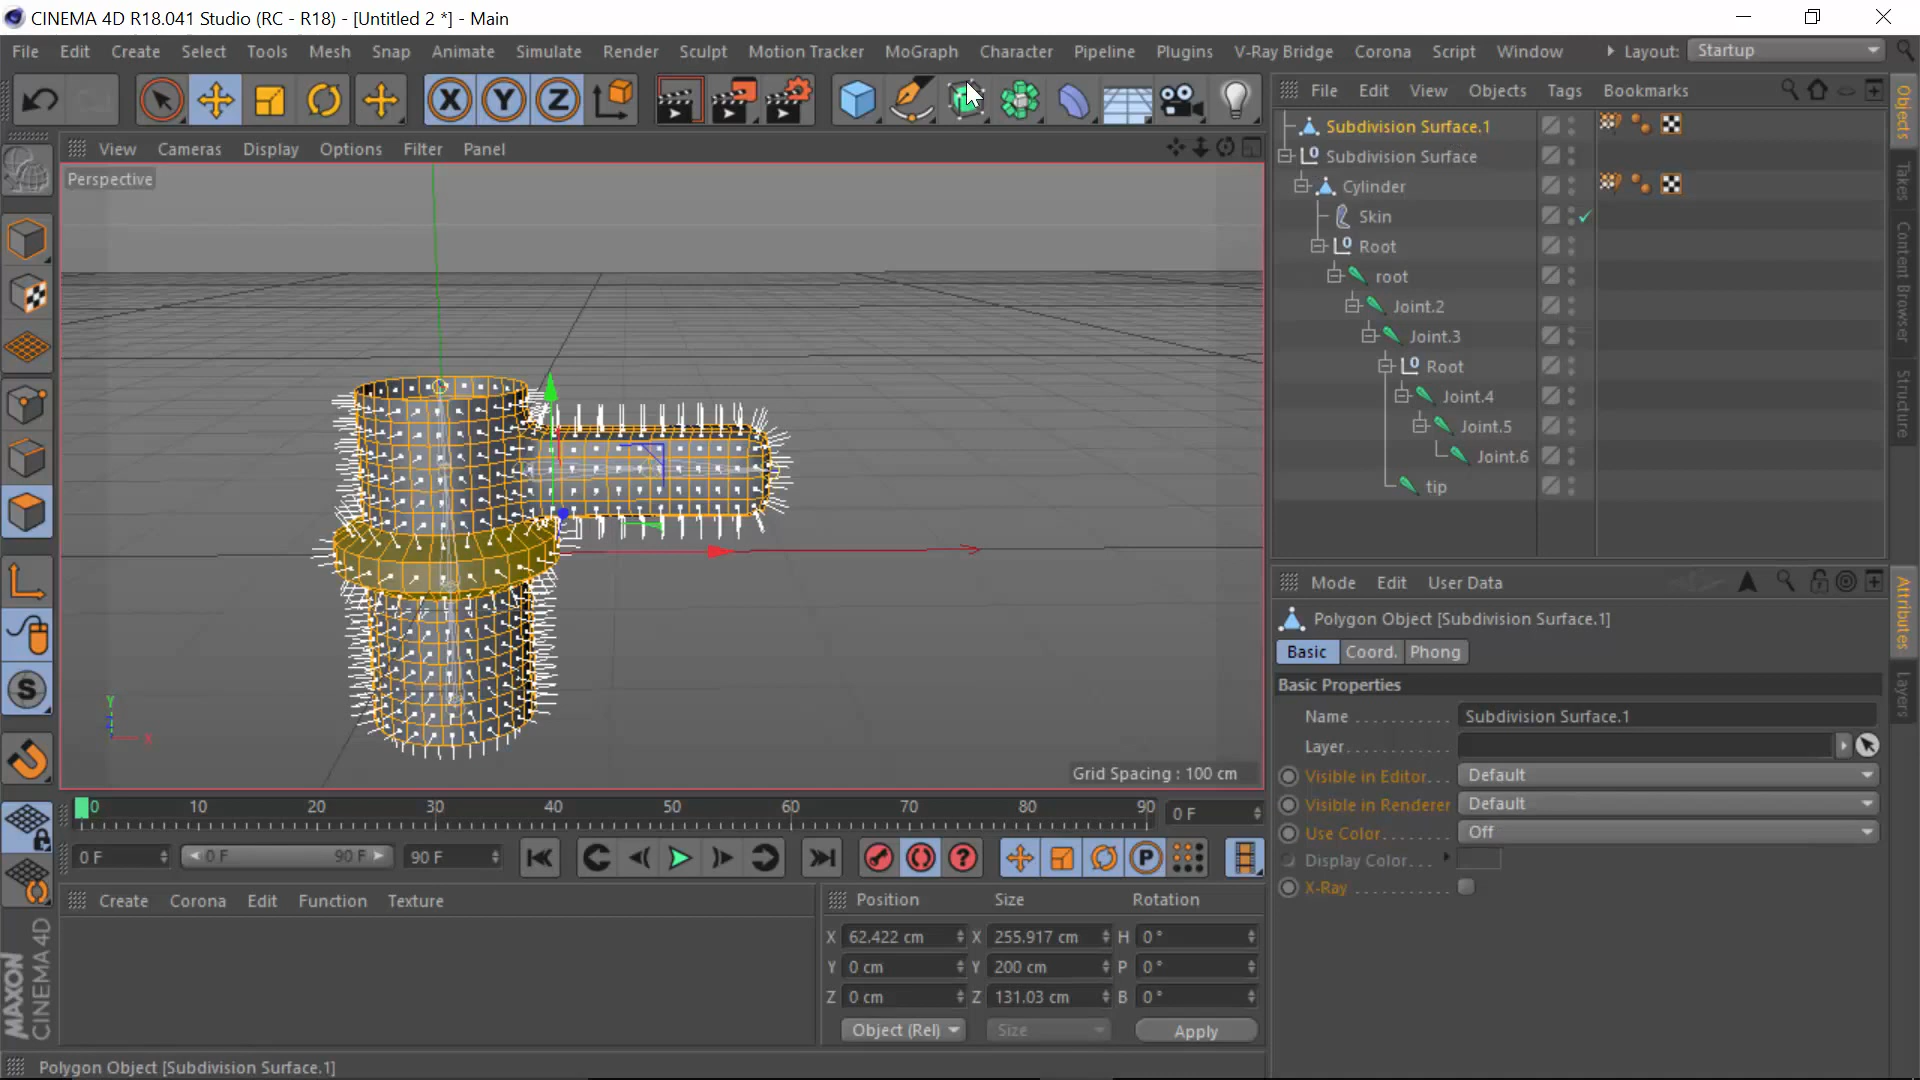 CINEMA 4D R18.041 Studio (RC - R18) - [Untitled 2 *] - Main
File Edit Create Select Tools Mesh Snap Animate Simulate Render Sculpt Motion Tracker MoGraph Character Pipeline Plugins V-Ray Bridge Corona Script Window Layout: Startup
X Y Z
File Edit View Objects Tags Bookmarks
View Cameras Display Options Filter Panel
Perspective
Subdivision Surface.1
Subdivision Surface
Cylinder
Skin
Root
root
Joint.2
Joint.3
Root
Joint.4
Joint.5
Joint.6
tip
Objects
Takes
Content Browser
Structure
Y
X
Grid Spacing : 100 cm
Mode Edit User Data
Polygon Object [Subdivision Surface.1]
Basic Coord. Phong
Basic Properties
Name Subdivision Surface.1
Layer
Visible in Editor Default
Visible in Renderer Default
Use Color Off
Display Color
X-Ray
Attributes
Layers
S
0 10 20 30 40 50 60 70 80 90 0 F
0 F 0 F 90 F 90 F
P
Create Corona Edit Function Texture
Position Size Rotation
X 62.422 cm X 255.917 cm H 0°
Y 0 cm Y 200 cm P 0°
Z 0 cm Z 131.03 cm B 0°
Object (Rel) Size Apply
MAXON
CINEMA 4D
Polygon Object [Subdivision Surface.1]